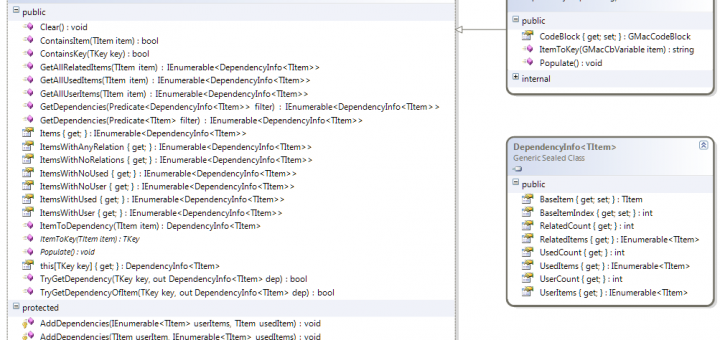 public
Clear() : void
ContainsItem(TItem item) : bool
ContainsKey(TKey key) : bool
GetAllRelatedItems(TItem item) : IEnumerable<DependencyInfo<TItem>>
GetAllUsedItems(TItem item) : IEnumerable<DependencyInfo<TItem>>
GetAllUserItems(TItem item) : IEnumerable<DependencyInfo<TItem>>
GetDependencies(Predicate<DependencyInfo<TItem>> filter) : IEnumerable<DependencyInfo<TItem>>
GetDependencies(Predicate<TItem> filter) : IEnumerable<DependencyInfo<TItem>>
Items { get; } : IEnumerable<DependencyInfo<TItem>>
ItemsWithAnyRelation { get; } : IEnumerable<DependencyInfo<TItem>>
ItemsWithNoRelations { get; } : IEnumerable<DependencyInfo<TItem>>
ItemsWithNoUsed { get; } : IEnumerable<DependencyInfo<TItem>>
ItemsWithNoUser { get; } : IEnumerable<DependencyInfo<TItem>>
ItemsWithUsed { get; } : IEnumerable<DependencyInfo<TItem>>
ItemsWithUser { get; } : IEnumerable<DependencyInfo<TItem>>
ItemToDependency(TItem item) : DependencyInfo<TItem>
ItemToKey(TItem item) : TKey
Populate() : void
this[TKey key] { get; } : DependencyInfo<TItem>
TryGetDependency(TKey key, out DependencyInfo<TItem> dep) : bool
TryGetDependencyOfItem(TKey key, out DependencyInfo<TItem> dep) : bool
protected
AddDependencies(IEnumerable<TItem> userItems, TItem usedItem) : void
AddDependencies(TItem userItem, IEnumerable<TItem> usedItems) : void
public
CodeBlock { get; set; } : GMacCodeBlock
ItemToKey(GMacCbVariable item) : string
Populate() : void
internal
DependencyInfo<TItem>
Generic Sealed Class
public
BaseItem { get; set; } : TItem
BaseItemIndex { get; set; } : int
RelatedCount { get; } : int
RelatedItems { get; } : IEnumerable<TItem>
UsedCount { get; } : int
UsedItems { get; } : IEnumerable<TItem>
UserCount { get; } : int
UserItems { get; } : IEnumerable<TItem>